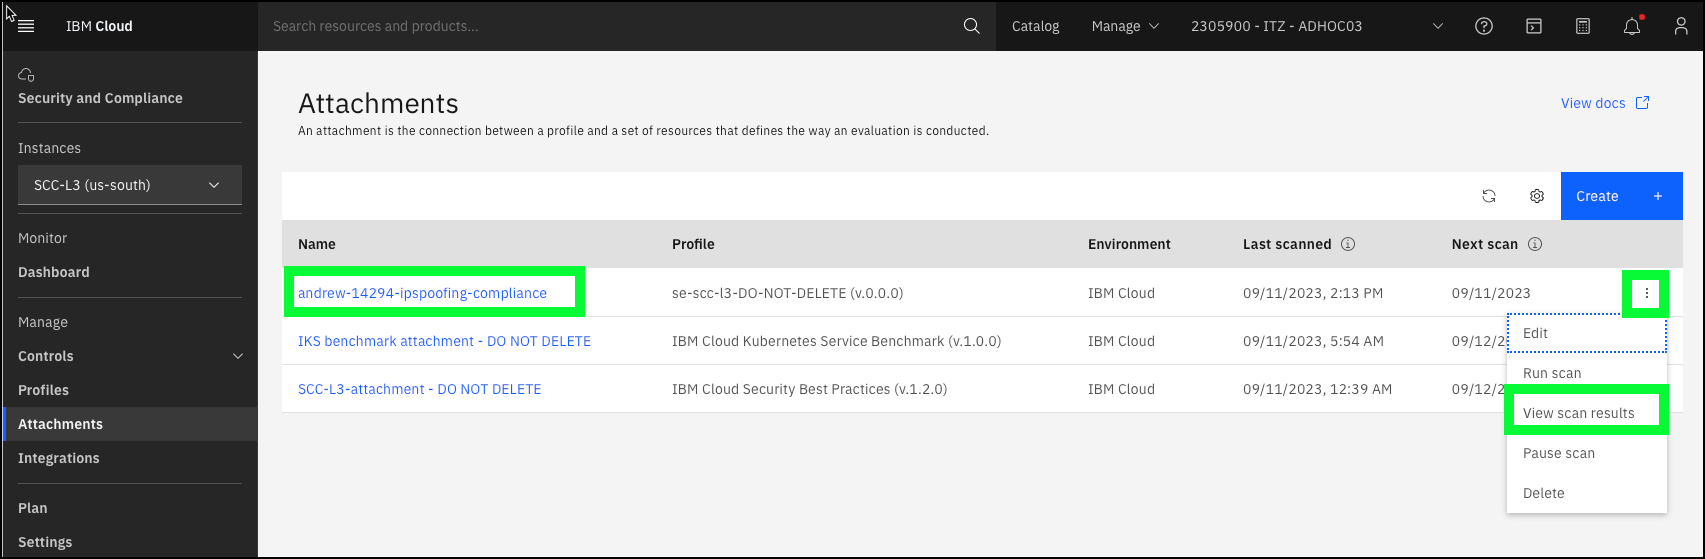 IBM Cloud
Search resources and products...
Catalog
Manage
2305900 - ITZ - ADHOC03
Security and Compliance
Instances
SCC-L3 (us-south)
Monitor
Dashboard
Manage
Controls
Profiles
Attachments
Integrations
Plan
Settings
Attachments
View docs
An attachment is the connection between a profile and a set of resources that defines the way an evaluation is conducted.
Create +
Name Profile Environment Last scanned Next scan
andrew-14294-ipspoofing-compliance se-scc-l3-DO-NOT-DELETE (v.0.0.0) IBM Cloud 09/11/2023, 2:13 PM 09/11/2023
IKS benchmark attachment - DO NOT DELETE IBM Cloud Kubernetes Service Benchmark (v.1.0.0) IBM Cloud 09/11/2023, 5:54 AM 09/12/2
SCC-L3-attachment - DO NOT DELETE IBM Cloud Security Best Practices (v.1.2.0) IBM Cloud 09/11/2023, 12:39 AM 09/12/2
Edit
Run scan
View scan results
Pause scan
Delete